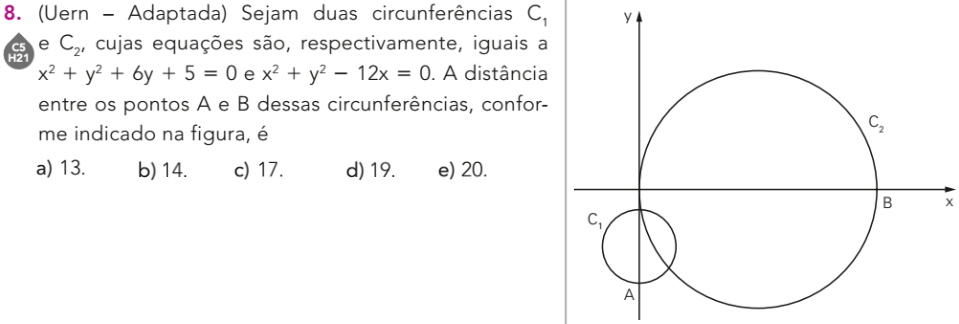 8. (Uern – Adaptada) Sejam duas circunferências C₁
C5
H21
e C₂, cujas equações são, respectivamente, iguais a
x² + y² + 6y + 5 = 0 e x² + y² – 12x = 0. A distância
entre os pontos A e B dessas circunferências, confor-
me indicado na figura, é
a) 13. b) 14. c) 17. d) 19. e) 20.
y
C₂
B
x
C₁
A